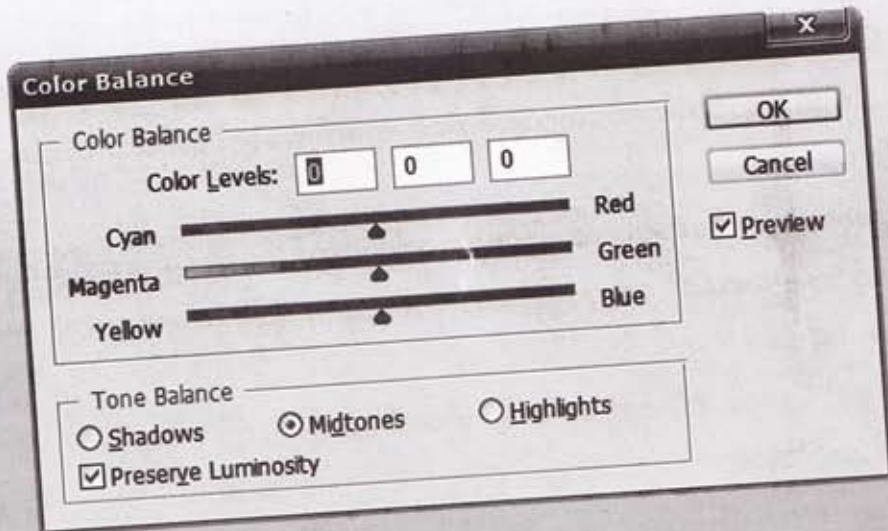 Color Balance
Color Balance
Color Levels: 0 0 0
Cyan Red
Magenta Green
Yellow Blue
Tone Balance
Shadows Midtones Highlights
Preserve Luminosity
OK
Cancel
Preview